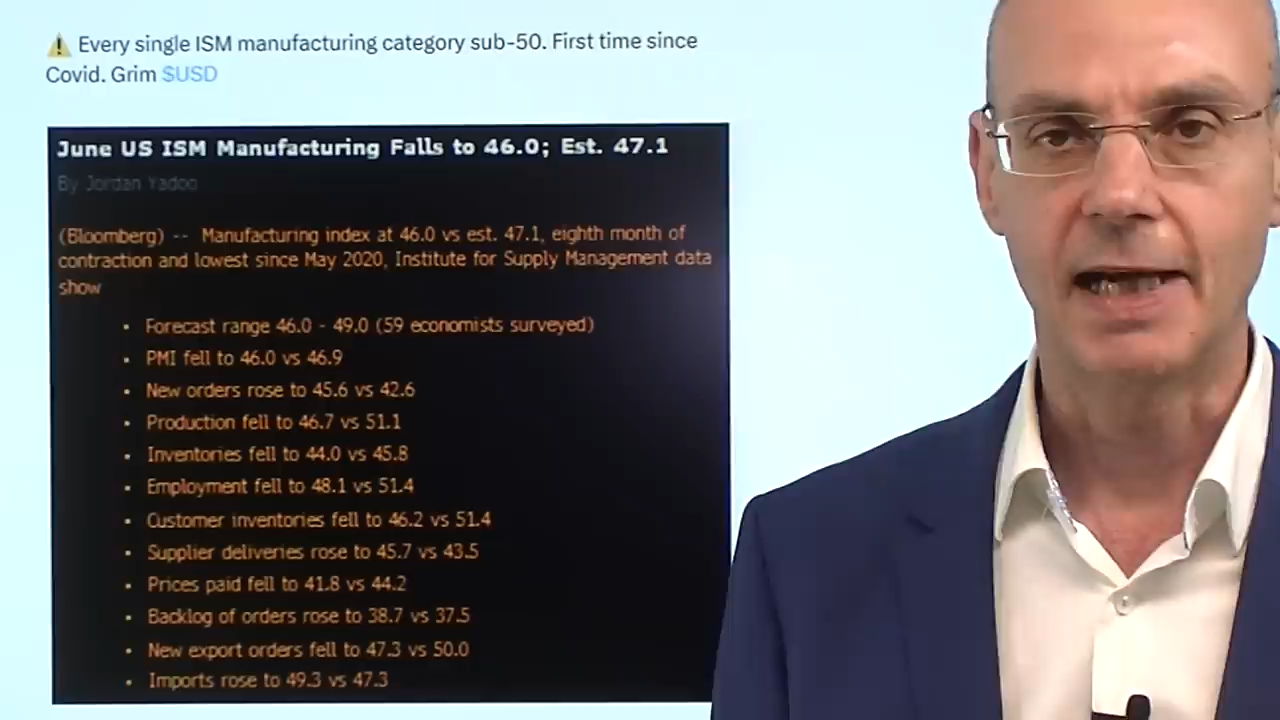 ⚠️ Every single ISM manufacturing category sub-50. First time since
Covid. Grim $USD
June US ISM Manufacturing Falls to 46.0; Est. 47.1
By Jordan Yadoo
(Bloomberg) -- Manufacturing index at 46.0 vs est. 47.1, eighth month of
contraction and lowest since May 2020, Institute for Supply Management data
show
• Forecast range 46.0 - 49.0 (59 economists surveyed)
• PMI fell to 46.0 vs 46.9
• New orders rose to 45.6 vs 42.6
• Production fell to 46.7 vs 51.1
• Inventories fell to 44.0 vs 45.8
• Employment fell to 48.1 vs 51.4
• Customer inventories fell to 46.2 vs 51.4
• Supplier deliveries rose to 45.7 vs 43.5
• Prices paid fell to 41.8 vs 44.2
• Backlog of orders rose to 38.7 vs 37.5
• New export orders fell to 47.3 vs 50.0
• Imports rose to 49.3 vs 47.3